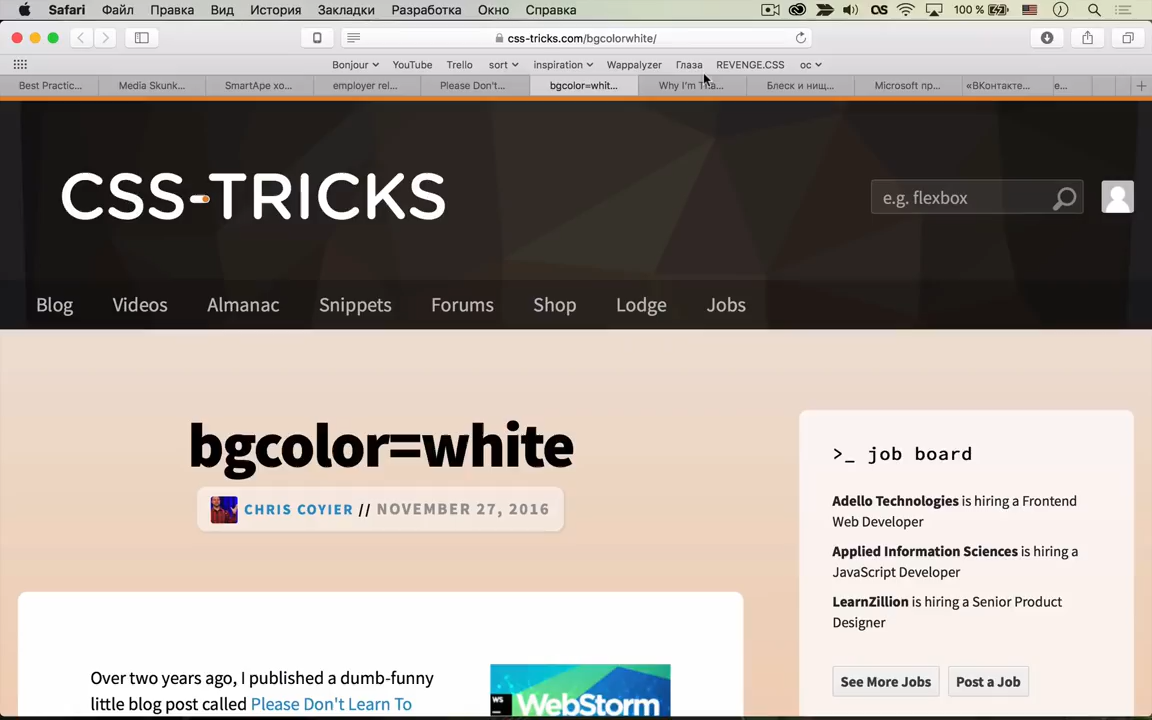 Safari Файл Правка Вид История Закладки Разработка Окно Справка 100 %
css-tricks.com/bgcolorwhite/
Bonjour YouTube Trello sort inspiration Wappalyzer Глаза REVENGE.CSS ос
Best Practic... Media Skunk... SmartApe хо... employer rel... Please Don't... bgcolor=whit... Why I'm Tha... Блеск и нищ... Microsoft пр... «ВКонтакте... е...
CSS-TRICKS
e.g. flexbox
Blog Videos Almanac Snippets Forums Shop Lodge Jobs
bgcolor=white
CHRIS COYIER // NOVEMBER 27, 2016
>_ job board
Adello Technologies is hiring a Frontend
Web Developer
Applied Information Sciences is hiring a
JavaScript Developer
LearnZillion is hiring a Senior Product
Designer
See More Jobs Post a Job
Over two years ago, I published a dumb-funny
little blog post called Please Don't Learn To
WS
WebStorm